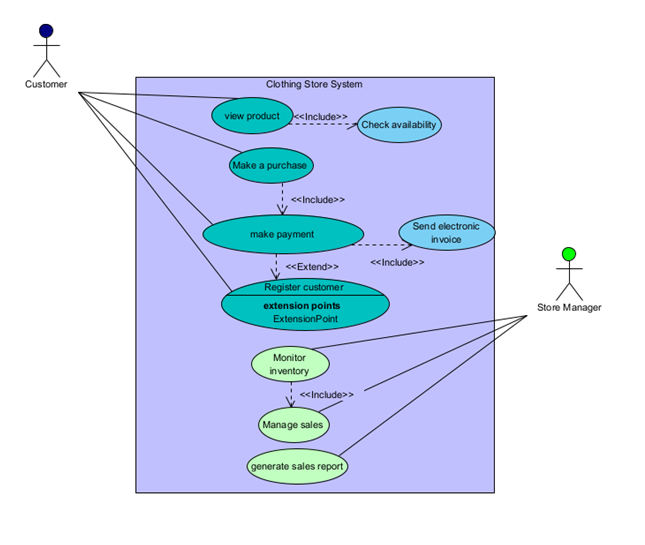 Customer
Clothing Store System
view product
<<Include>>
Check availability
Make a purchase
<<Include>>
make payment
Send electronic
invoice
<<Include>>
<<Extend>>
Register customer
extension points
ExtensionPoint
Store Manager
Monitor
inventory
<<Include>>
Manage sales
generate sales report